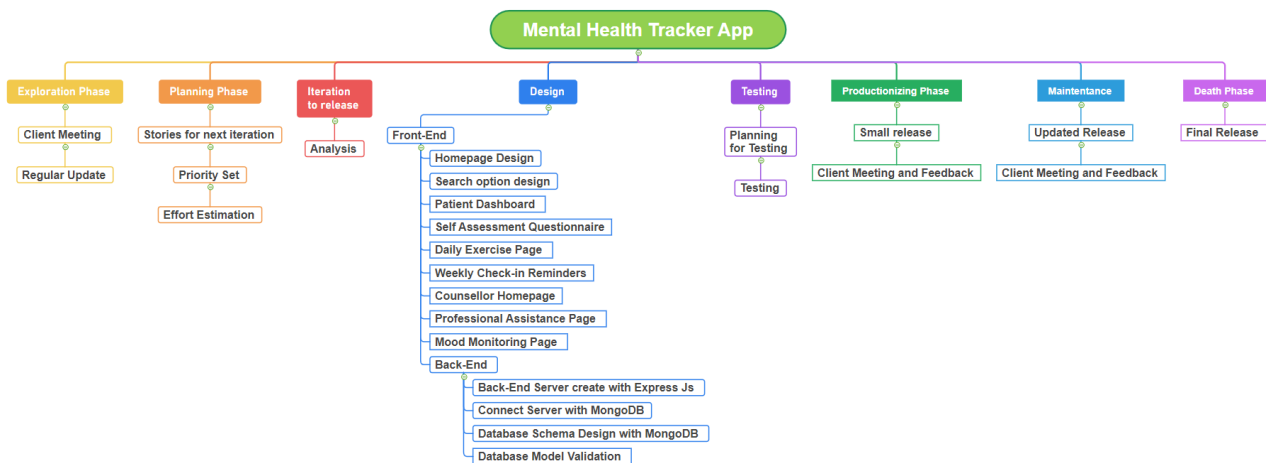 Mental Health Tracker App
Exploration Phase
Client Meeting
Regular Update
Planning Phase
Stories for next iteration
Priority Set
Effort Estimation
Iteration
to release
Analysis
Design
Front-End
Homepage Design
Search option design
Patient Dashboard
Self Assessment Questionnaire
Daily Exercise Page
Weekly Check-in Reminders
Counsellor Homepage
Professional Assistance Page
Mood Monitoring Page
Back-End
Back-End Server create with Express Js
Connect Server with MongoDB
Database Schema Design with MongoDB
Database Model Validation
Testing
Planning
for Testing
Testing
Productionizing Phase
Small release
Client Meeting and Feedback
Maintentance
Updated Release
Client Meeting and Feedback
Death Phase
Final Release